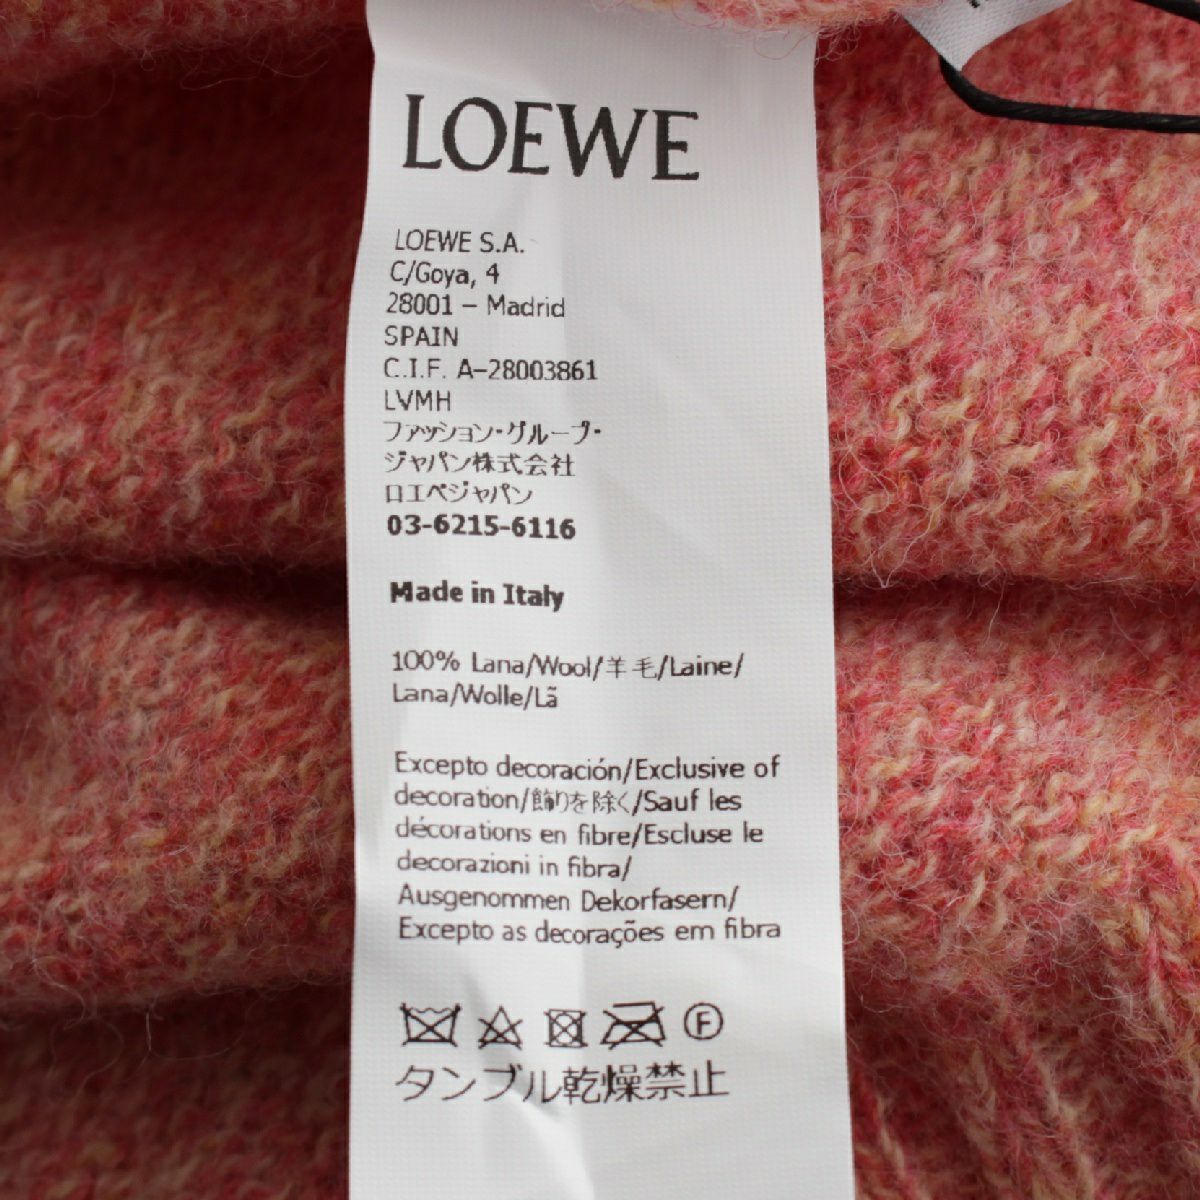 LOEWE
LOEWE S.A.
C/Goya, 4
28001 – Madrid
SPAIN
C.I.F. A–28003861
LVMH
ファッション・グループ・
ジャパン株式会社
ロエベジャパン
03-6215-6116
Made in Italy
100% Lana/Wool/羊毛/Laine/
Lana/Wolle/Lã
Excepto decoración/Exclusive of
decoration/飾りを除く/Sauf les
décorations en fibre/Escluse le
decorazioni in fibra/
Ausgenommen Dekorfasern/
Excepto as decorações em fibra
F
タンブル乾燥禁止